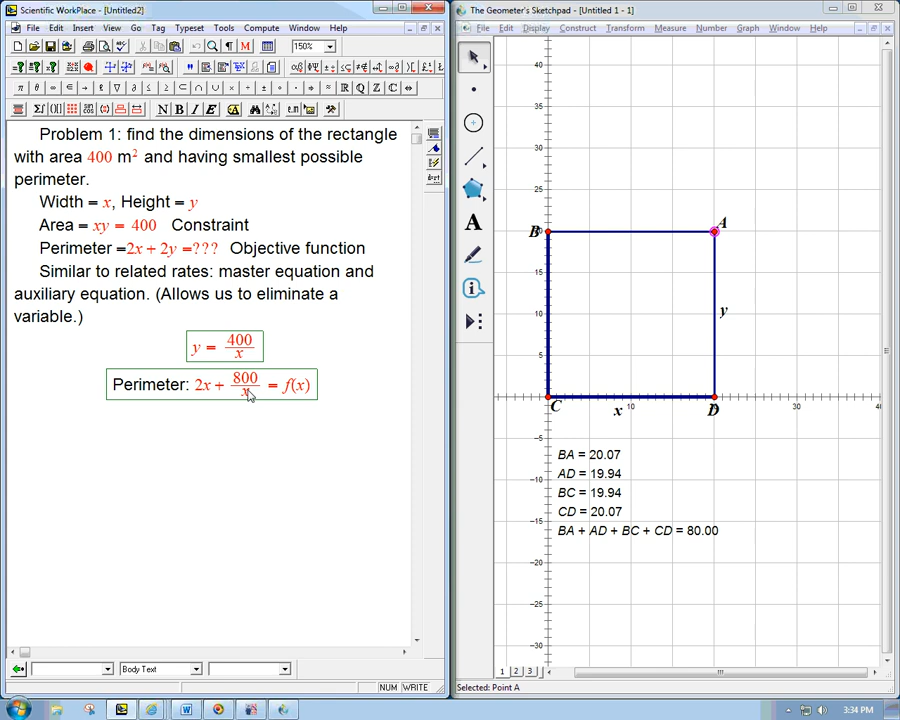 Scientific WorkPlace - [Untitled2]
File Edit Insert View Go Tag Typeset Tools Compute Window Help
150%
N B I E
Problem 1: find the dimensions of the rectangle
with area 400 m² and having smallest possible
perimeter.
Width = x, Height = y
Area = xy = 400 Constraint
Perimeter =2x + 2y =??? Objective function
Similar to related rates: master equation and
auxiliary equation. (Allows us to eliminate a
variable.)
y = 400/x
Perimeter: 2x + 800/x = f(x)
Body Text
NUM WRITE
The Geometer's Sketchpad - [Untitled 1 - 1]
File Edit Display Construct Transform Measure Number Graph Window Help
A
40
35
30
25
B A
15
y
10
5
C x 10 D 30 40
-5
-10
-15
-20
-25
-30
BA = 20.07
AD = 19.94
BC = 19.94
CD = 20.07
BA + AD + BC + CD = 80.00
1 2 3
Selected: Point A
3:34 PM